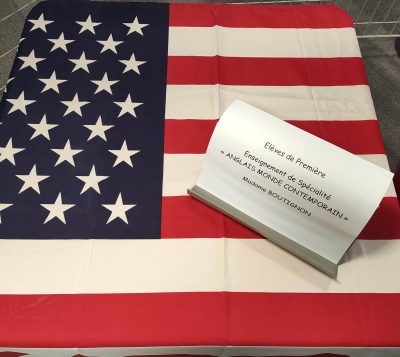 Elèves de Première
Enseignement de Spécialité
« ANGLAIS MONDE CONTEMPORAIN »
Madame BOUTIGNON